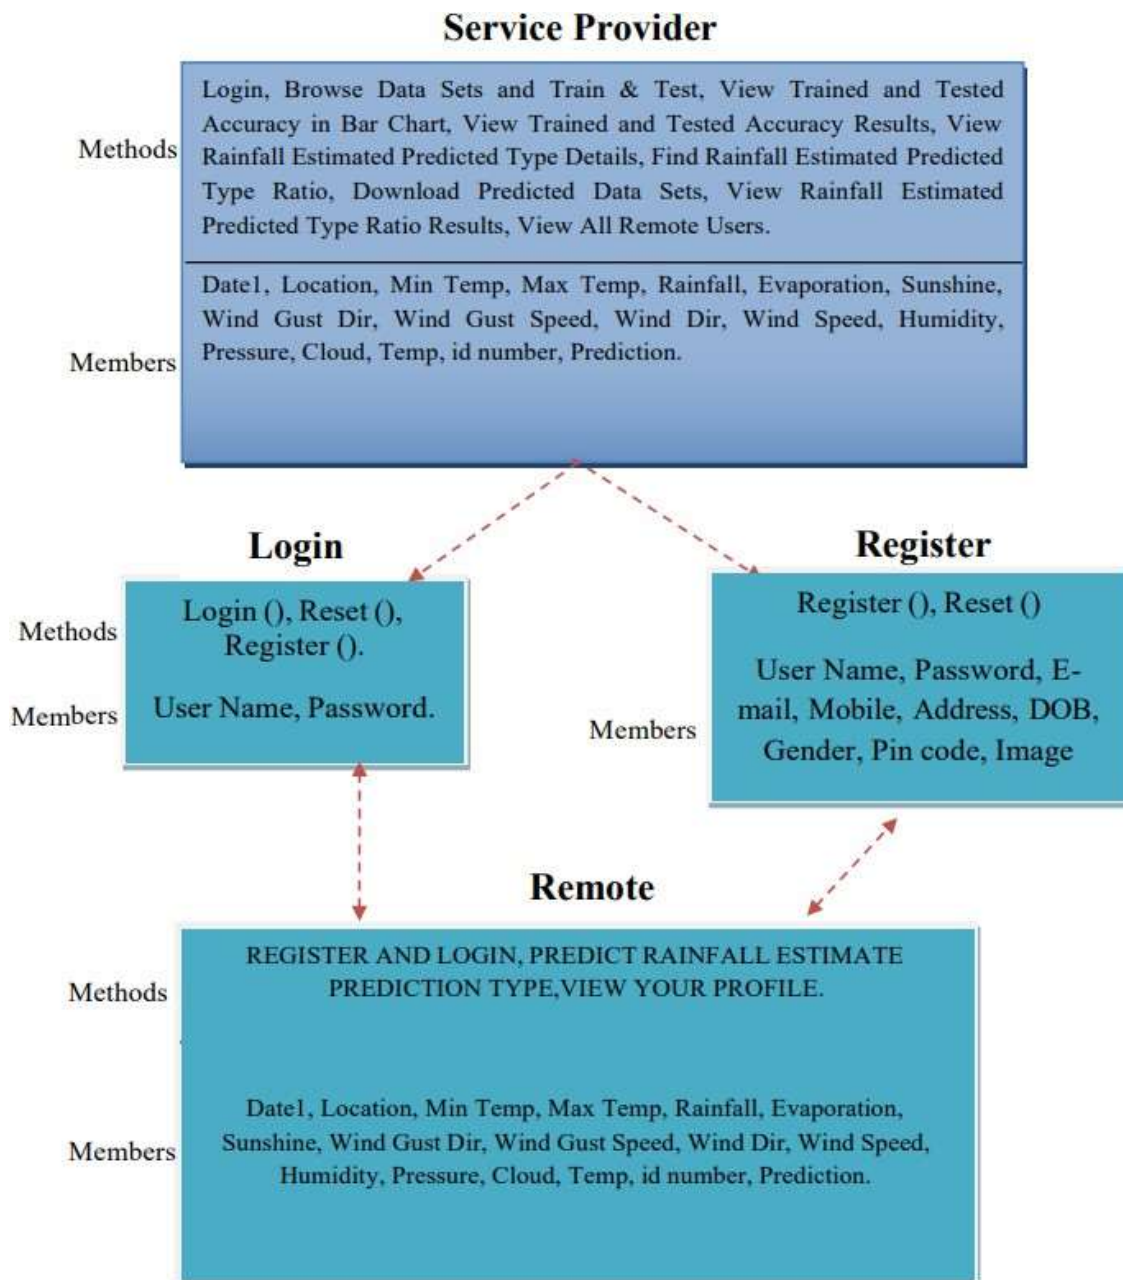 Service Provider
Methods
Login, Browse Data Sets and Train & Test, View Trained and Tested
Accuracy in Bar Chart, View Trained and Tested Accuracy Results, View
Rainfall Estimated Predicted Type Details, Find Rainfall Estimated Predicted
Type Ratio, Download Predicted Data Sets, View Rainfall Estimated
Predicted Type Ratio Results, View All Remote Users.
Members
Date1, Location, Min Temp, Max Temp, Rainfall, Evaporation, Sunshine,
Wind Gust Dir, Wind Gust Speed, Wind Dir, Wind Speed, Humidity,
Pressure, Cloud, Temp, id number, Prediction.
Login
Methods
Login (), Reset (),
Register ().
Members
User Name, Password.
Register
Register (), Reset ()
Members
User Name, Password, E-
mail, Mobile, Address, DOB,
Gender, Pin code, Image
Remote
Methods
REGISTER AND LOGIN, PREDICT RAINFALL ESTIMATE
PREDICTION TYPE,VIEW YOUR PROFILE.
Members
Date1, Location, Min Temp, Max Temp, Rainfall, Evaporation,
Sunshine, Wind Gust Dir, Wind Gust Speed, Wind Dir, Wind Speed,
Humidity, Pressure, Cloud, Temp, id number, Prediction.